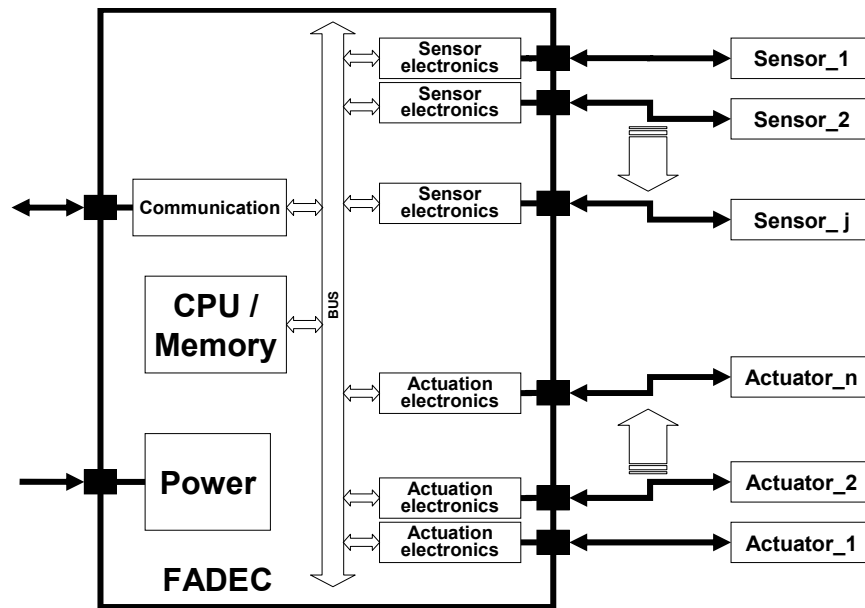 Sensor
electronics
Sensor_1
Sensor
electronics
Sensor_2
Communication
Sensor
electronics
Sensor_ j
CPU /
Memory
BUS
Actuation
electronics
Actuator_n
Power
Actuation
electronics
Actuator_2
Actuation
electronics
Actuator_1
FADEC